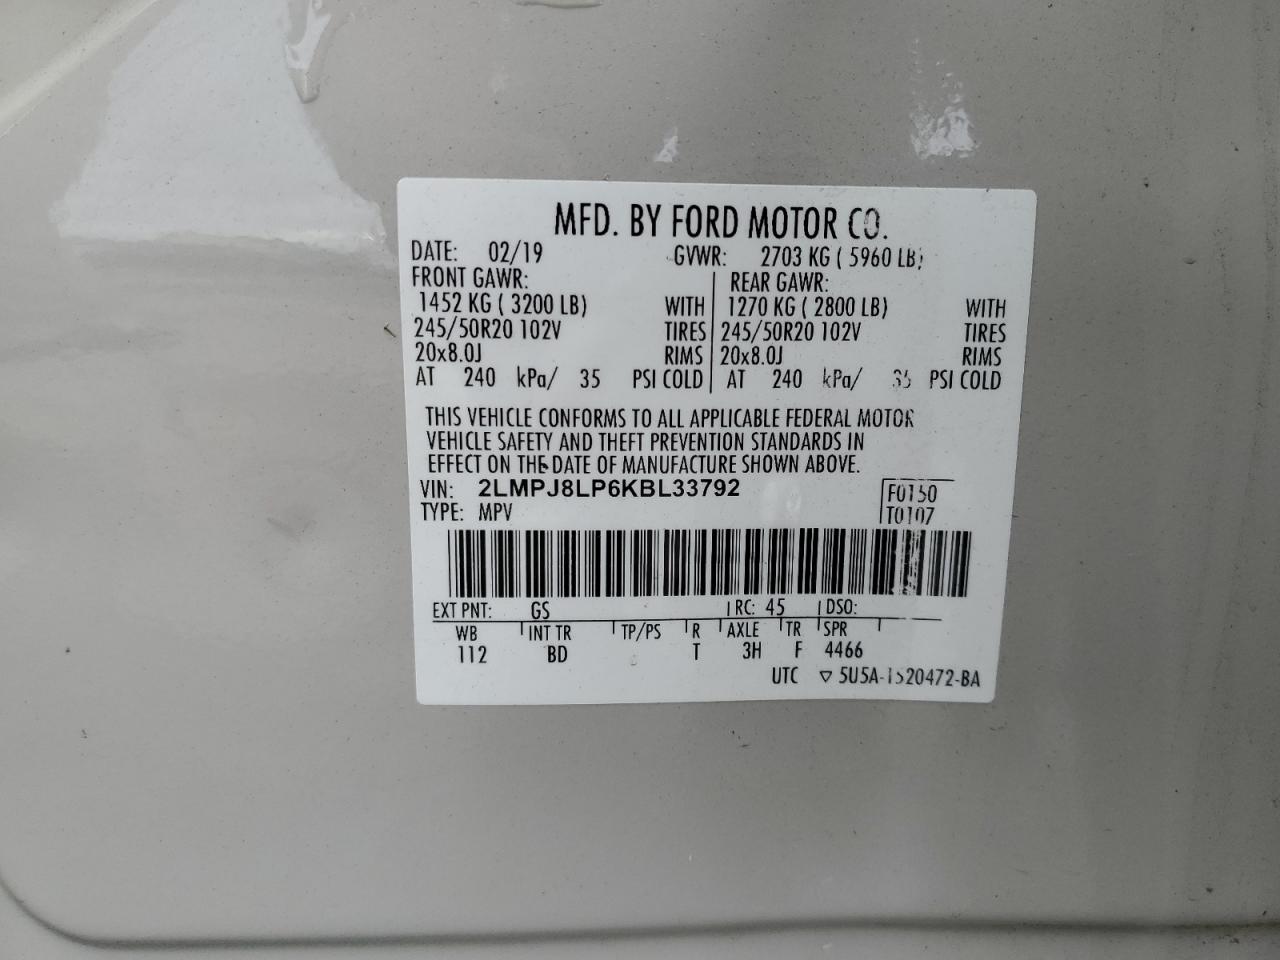 MFD. BY FORD MOTOR CO.
DATE: 02/19 GVWR: 2703 KG ( 5960 LB)
FRONT GAWR: REAR GAWR:
1452 KG ( 3200 LB) WITH 1270 KG ( 2800 LB) WITH
245/50R20 102V TIRES 245/50R20 102V TIRES
20x8.0J RIMS 20x8.0J RIMS
AT 240 kPa/ 35 PSI COLD AT 240 kPa/ 35 PSI COLD
THIS VEHICLE CONFORMS TO ALL APPLICABLE FEDERAL MOTOR
VEHICLE SAFETY AND THEFT PREVENTION STANDARDS IN
EFFECT ON THE DATE OF MANUFACTURE SHOWN ABOVE.
VIN: 2LMPJ8LP6KBL33792 F0150
TYPE: MPV T0107
EXT PNT: GS RC: 45 DSO:
WB INT TR TP/PS R AXLE TR SPR
112 BD T 3H F 4466
UTC ▽ 5U5A-1520472-BA